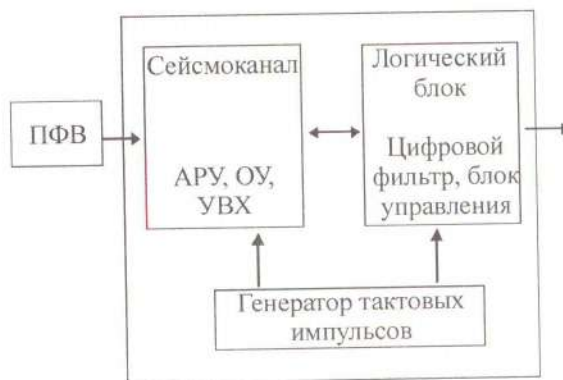 ПФВ
Сейсмоканал
АРУ, ОУ,
УВХ
Логический
блок
Цифровой
фильтр, блок
управления
Генератор тактовых
импульсов